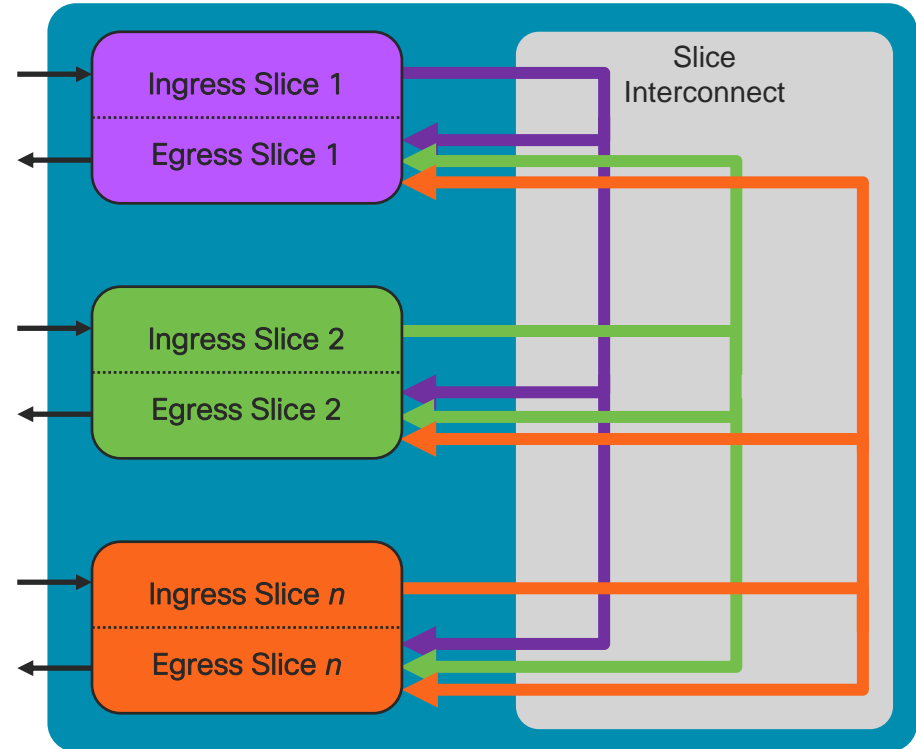 Slice
Interconnect
Ingress Slice 1
Egress Slice 1
Ingress Slice 2
Egress Slice 2
Ingress Slice n
Egress Slice n